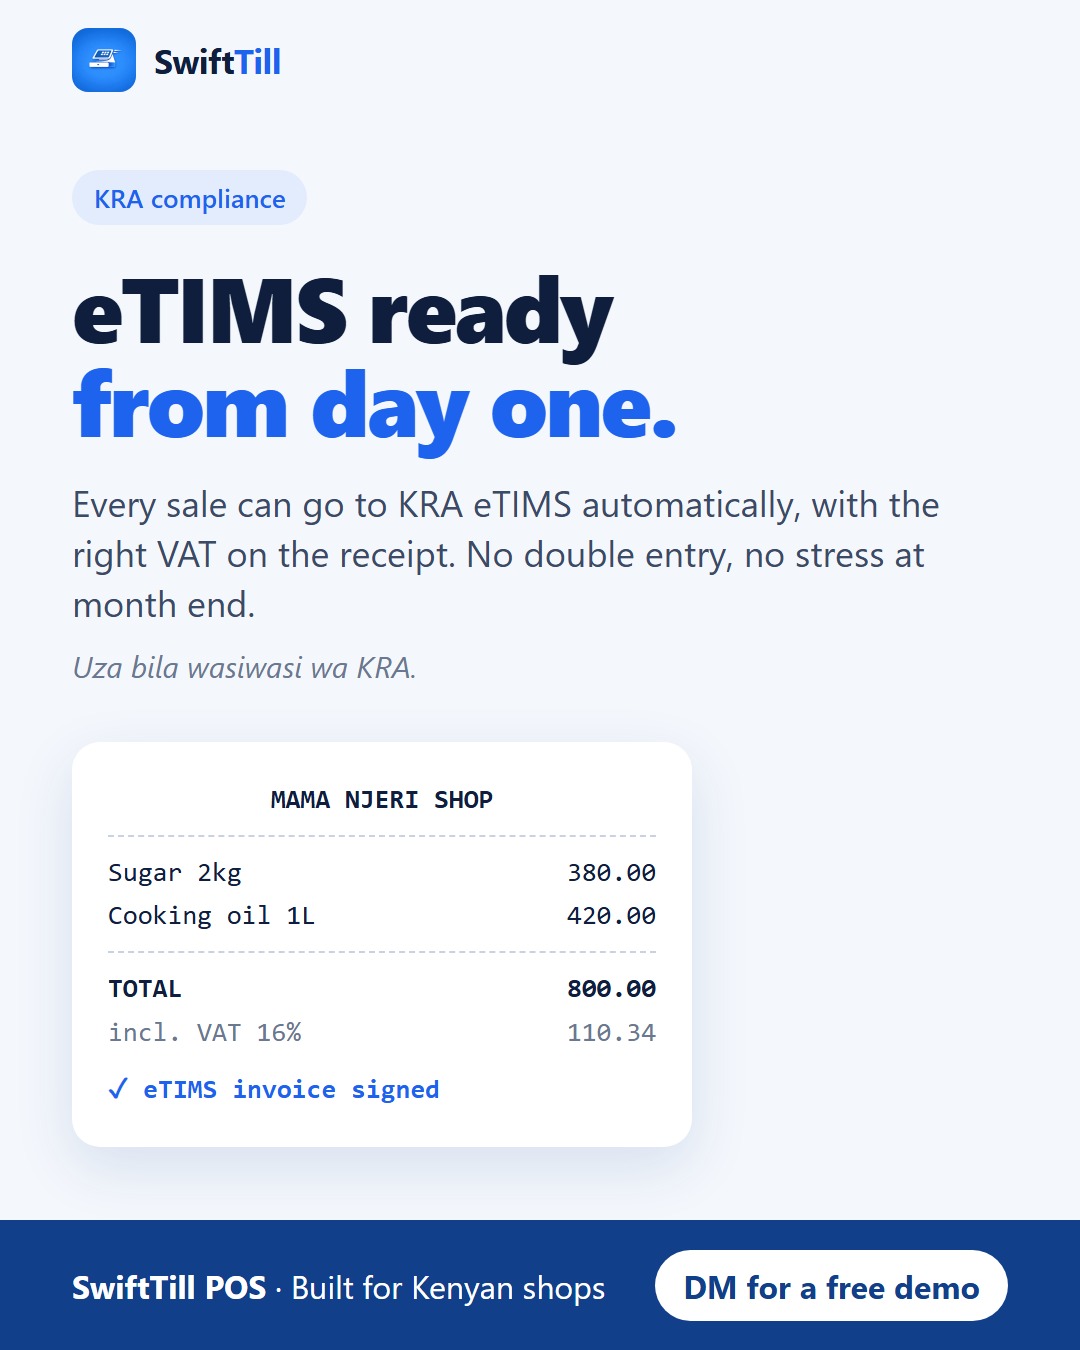 SwiftTill
KRA compliance
eTIMS ready
from day one.
Every sale can go to KRA eTIMS automatically, with the
right VAT on the receipt. No double entry, no stress at
month end.
Uza bila wasiwasi wa KRA.
MAMA NJERI SHOP
Sugar 2kg 380.00
Cooking oil 1L 420.00
TOTAL 800.00
incl. VAT 16% 110.34
✓ eTIMS invoice signed
SwiftTill POS · Built for Kenyan shops
DM for a free demo